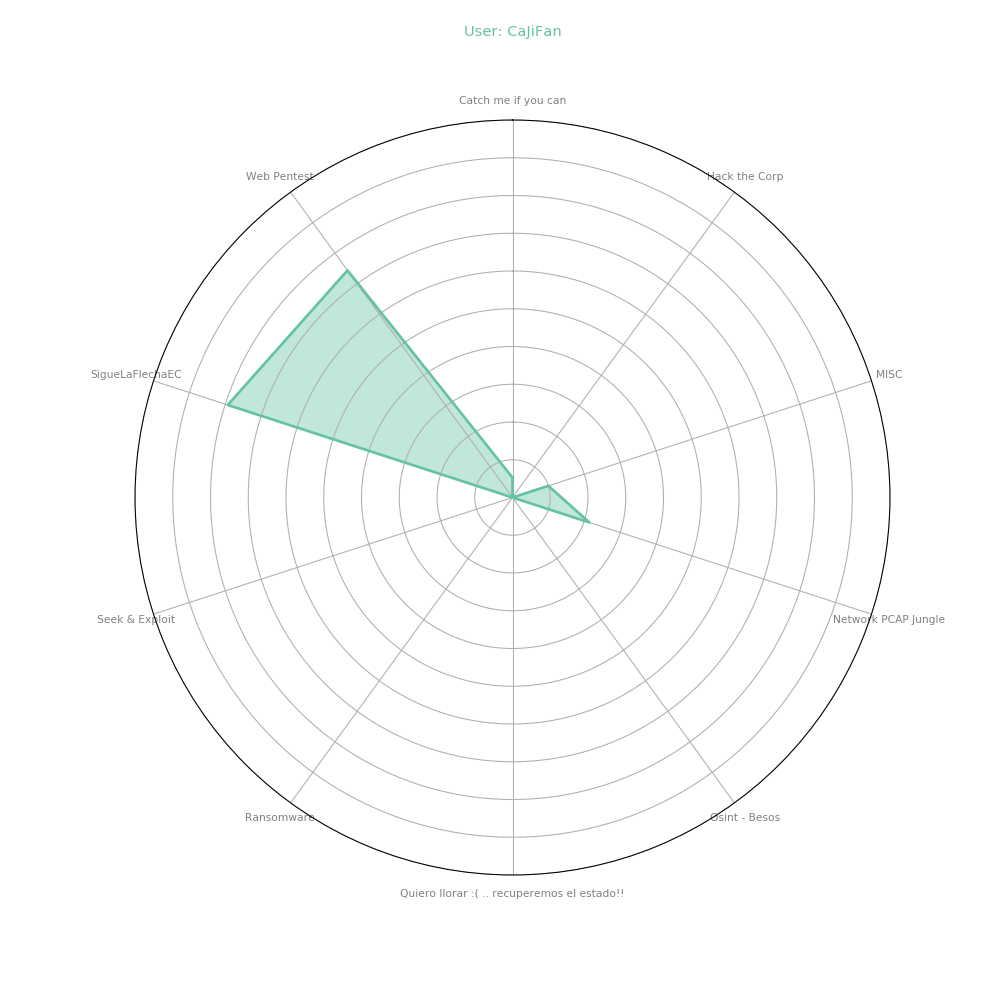 User: CaJiFan
Catch me if you can
Web Pentest
Hack the Corp
SigueLaFlechaEC
MISC
Seek & Exploit
Network PCAP Jungle
Ransomware
Osint - Besos
Quiero llorar :( .. recuperemos el estado!!